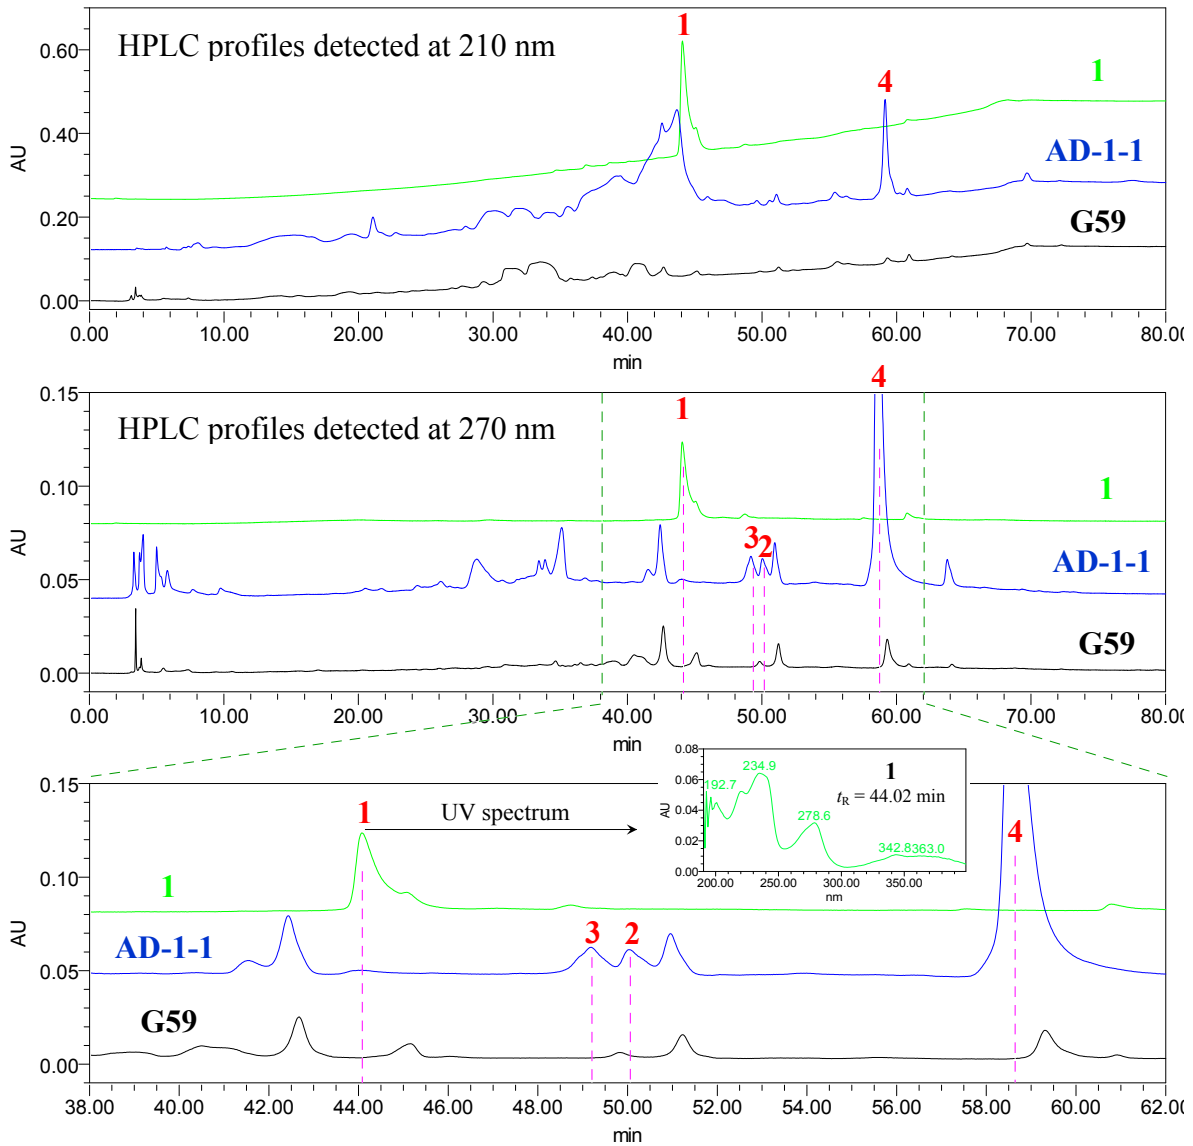 HPLC profiles detected at 210 nm
1
4
1
AD-1-1
G59
AU
0.60
0.40
0.20
0.00
0.00 10.00 20.00 30.00 40.00 50.00 60.00 70.00 80.00
min
HPLC profiles detected at 270 nm
1
4
1
3 2
AD-1-1
G59
AU
0.15
0.10
0.05
0.00
0.00 10.00 20.00 30.00 40.00 50.00 60.00 70.00 80.00
min
1
UV spectrum
1
AD-1-1
3 2
4
G59
AU
0.15
0.10
0.05
0.00
38.00 40.00 42.00 44.00 46.00 48.00 50.00 52.00 54.00 56.00 58.00 60.00 62.00
min
1
tR = 44.02 min
192.7 234.9 278.6 342.8 363.0
AU
0.08
0.06
0.04
0.02
0.00
200.00 250.00 300.00 350.00
nm